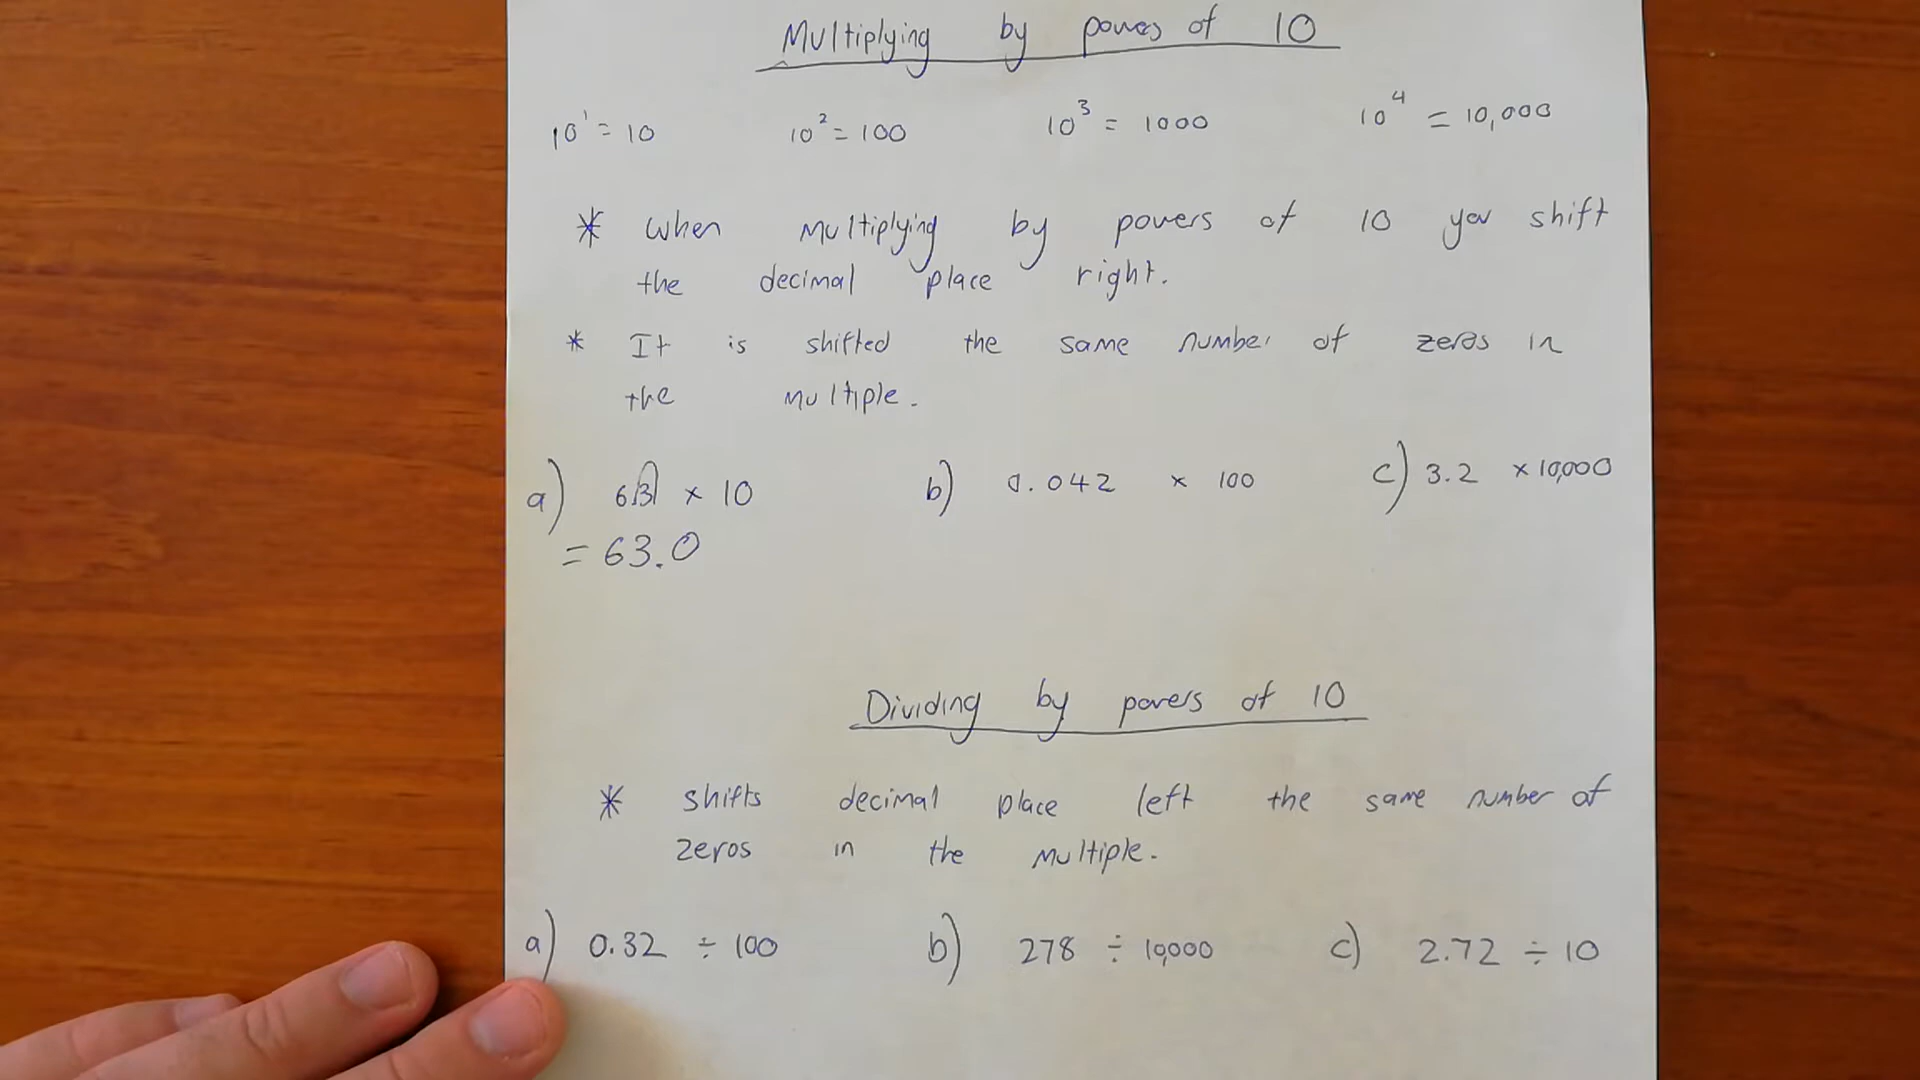 Multiplying by powers of 10
10¹ = 10 10² = 100 10³ = 1000 10⁴ = 10,000
* When multiplying by powers of 10 you shift
the decimal place right.
* It is shifted the same number of zeros in
the multiple.
a) 6.3 × 10 b) 0.042 × 100 c) 3.2 × 10,000
= 63.0
Dividing by powers of 10
* shifts decimal place left the same number of
zeros in the multiple.
a) 0.32 ÷ 100 b) 278 ÷ 10,000 c) 2.72 ÷ 10